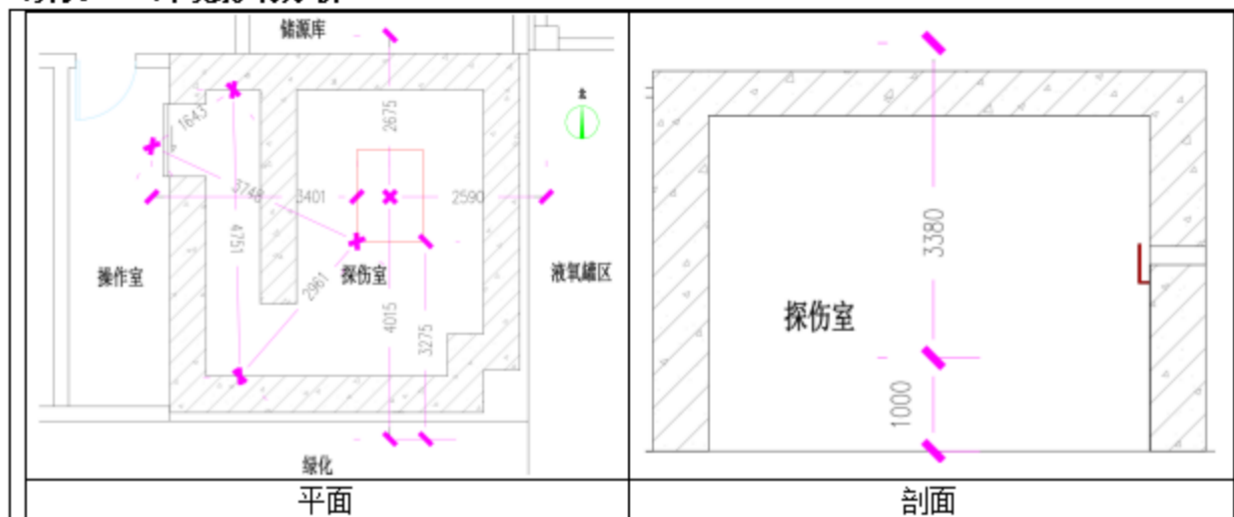 储源库
北
2675
1643
3748
3401
2590
4751
操作室
探伤室
液氧罐区
2961
4015
3275
绿化
平面
3380
探伤室
1000
剖面